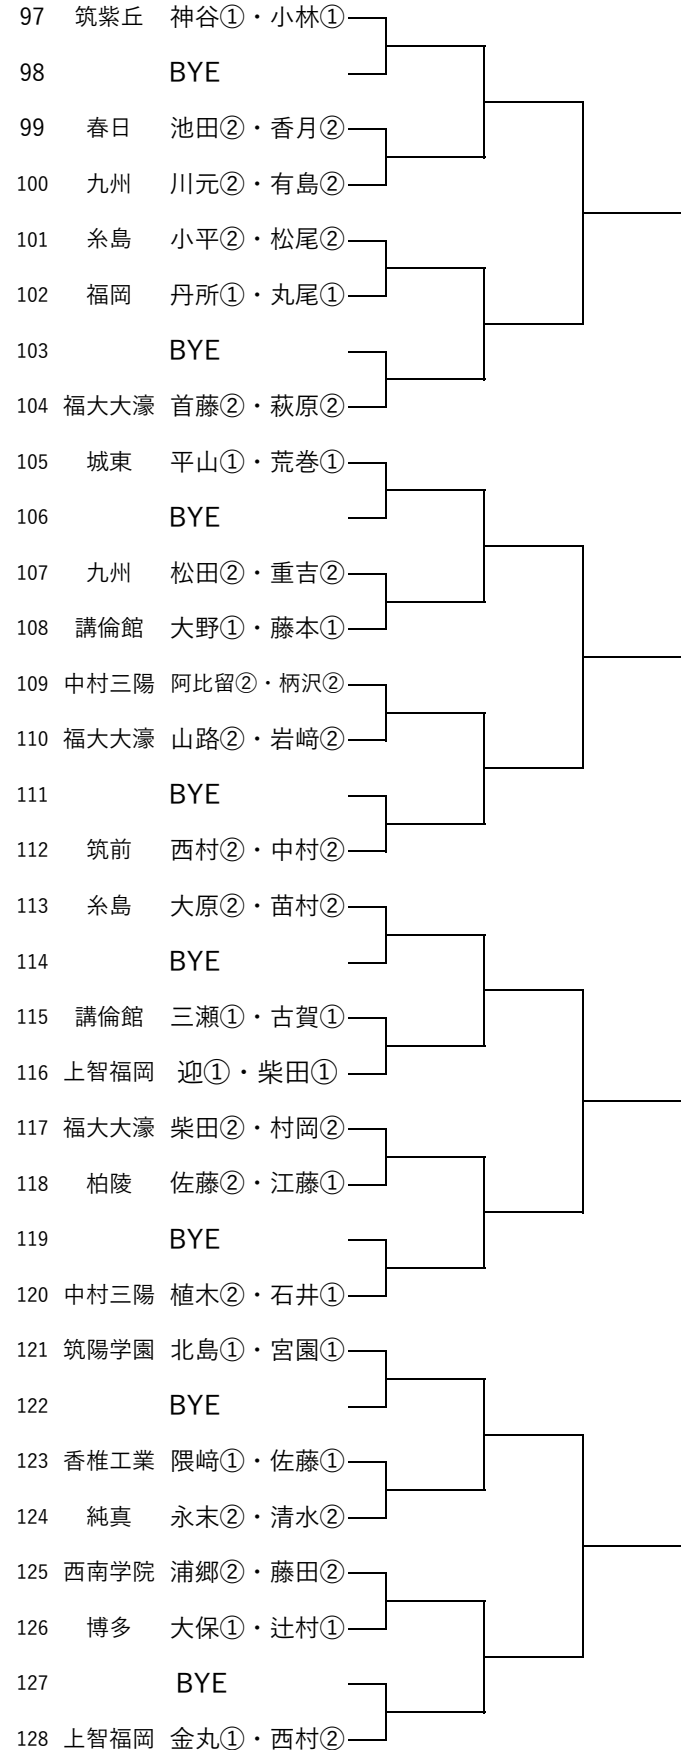 97 筑紫丘 神谷①・小林①
98 BYE
99 春日 池田②・香月②
100 九州 川元②・有島②
101 糸島 小平②・松尾②
102 福岡 丹所①・丸尾①
103 BYE
104 福大大濠 首藤②・萩原②
105 城東 平山①・荒巻①
106 BYE
107 九州 松田②・重吉②
108 講倫館 大野①・藤本①
109 中村三陽 阿比留②・柄沢②
110 福大大濠 山路②・岩﨑②
111 BYE
112 筑前 西村②・中村②
113 糸島 大原②・苗村②
114 BYE
115 講倫館 三瀬①・古賀①
116 上智福岡 迎①・柴田①
117 福大大濠 柴田②・村岡②
118 柏陵 佐藤②・江藤①
119 BYE
120 中村三陽 植木②・石井①
121 筑陽学園 北島①・宮園①
122 BYE
123 香椎工業 隈﨑①・佐藤①
124 純真 永末②・清水②
125 西南学院 浦郷②・藤田②
126 博多 大保①・辻村①
127 BYE
128 上智福岡 金丸①・西村②